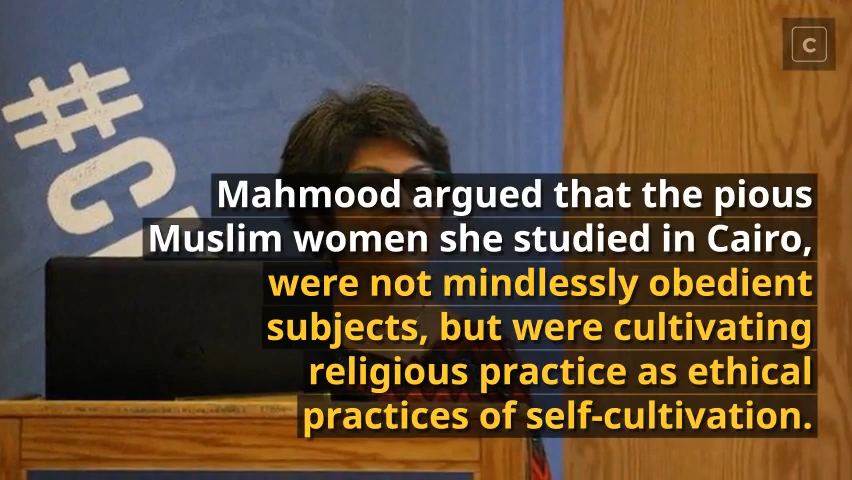 #C
C
Mahmood argued that the pious
Muslim women she studied in Cairo,
were not mindlessly obedient
subjects, but were cultivating
religious practice as ethical
practices of self-cultivation.